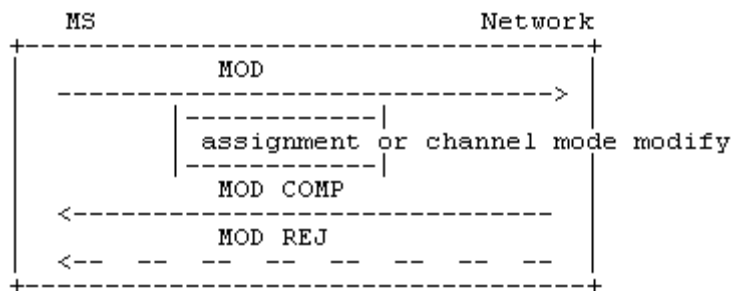 MS Network
MOD
assignment or channel mode modify
MOD COMP
MOD REJ